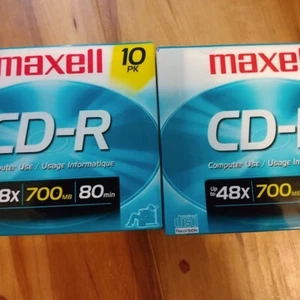 maxell 10 PK
CD-R
Computer Use / Usage Informatique
8x 700MB 80min
maxell
CD-
Computer Use / Usage Inform
Up to 48x 700MB